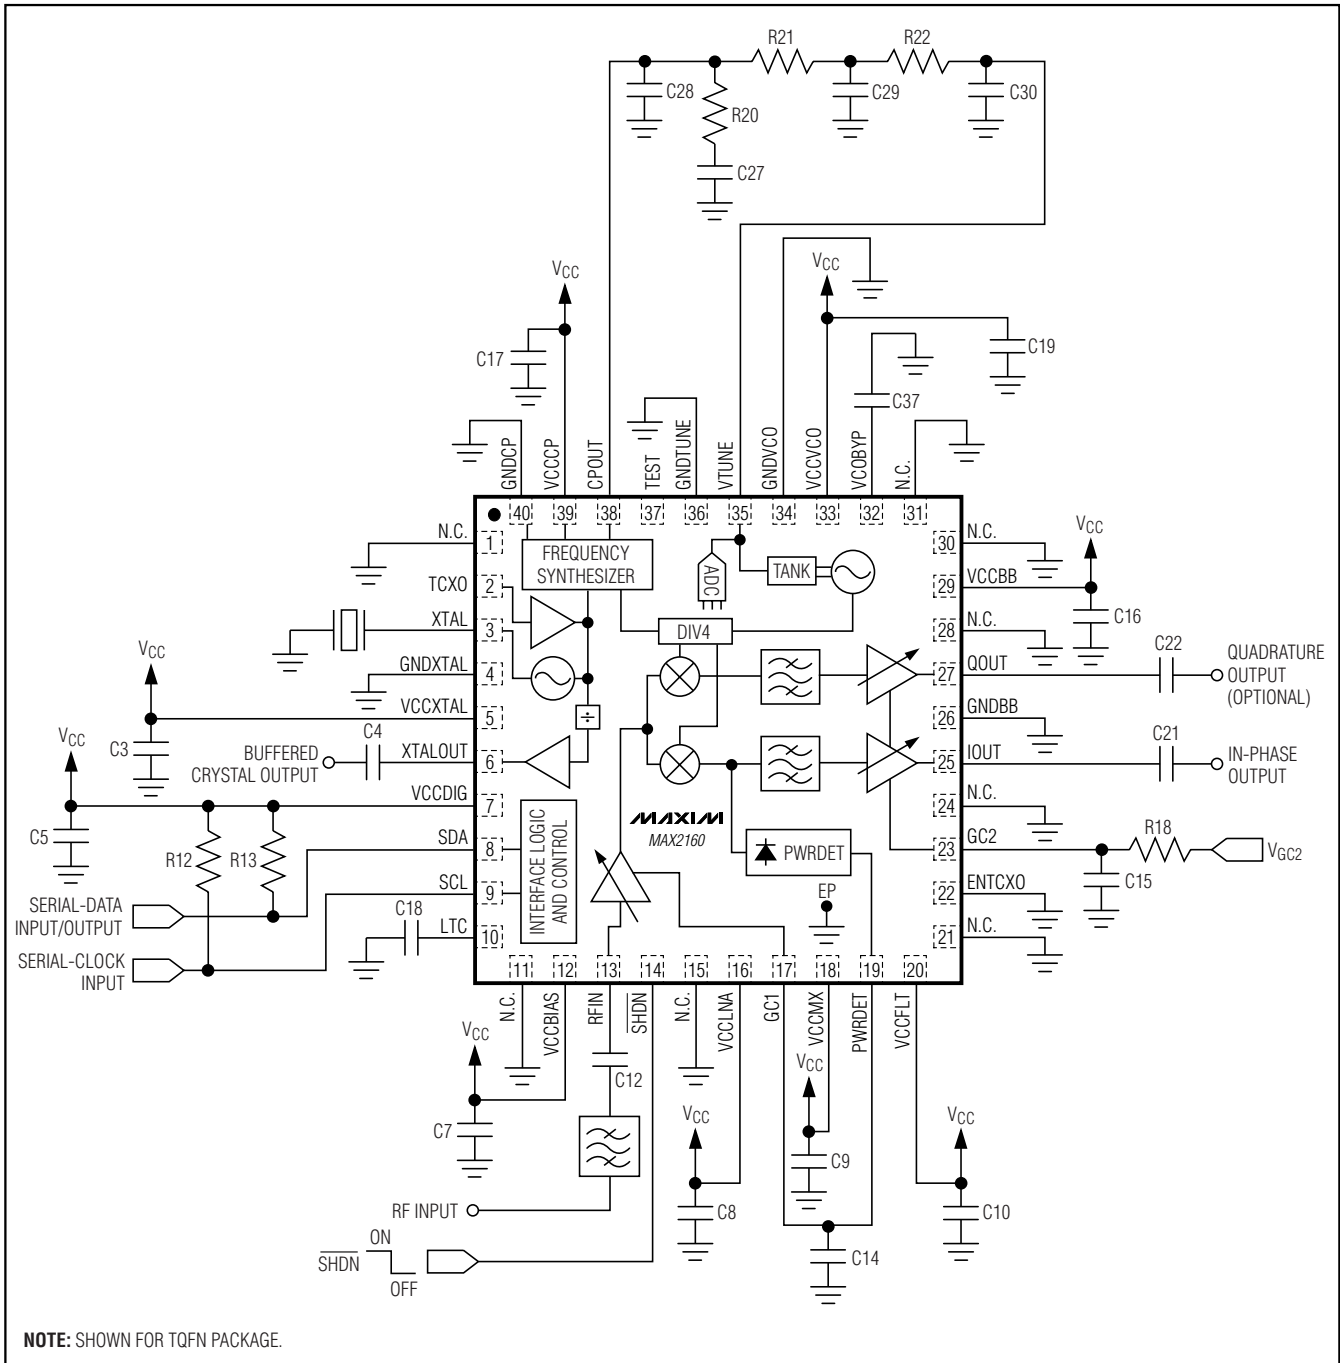 R21
R22
C28
R20
C29
C30
C27
VCC
VCC
C17
C19
C37
GNDCP
VCCCP
CPOUT
TEST
GNDTUNE
VTUNE
GNDVCO
VCCVCO
VCOBYP
N.C.
40
39
38
37
36
35
34
33
32
31
N.C.
1
TCXO
2
XTAL
3
GNDXTAL
4
VCC
VCCXTAL
5
C3
VCC
C4
BUFFERED
CRYSTAL OUTPUT
XTALOUT
6
VCCDIG
7
C5
R12
R13
SDA
8
SCL
9
SERIAL-DATA
INPUT/OUTPUT
C18
LTC
10
SERIAL-CLOCK
INPUT
FREQUENCY
SYNTHESIZER
ADC
TANK
DIV4
÷
MAXIM
MAX2160
INTERFACE LOGIC
AND CONTROL
PWRDET
EP
30
N.C.
VCC
29
VCCBB
C16
28
N.C.
27
QOUT
C22
QUADRATURE
OUTPUT
(OPTIONAL)
26
GNDBB
25
IOUT
C21
IN-PHASE
OUTPUT
24
N.C.
23
GC2
R18
VGC2
C15
22
ENTCXO
21
N.C.
11
12
13
14
15
16
17
18
19
20
N.C.
VCCBIAS
RFIN
SHDN
N.C.
VCCLNA
GC1
VCCMX
PWRDET
VCCFLT
VCC
C7
C12
VCC
C8
VCC
C9
VCC
C10
C14
RF INPUT
SHDN
ON
OFF
NOTE: SHOWN FOR TQFN PACKAGE.